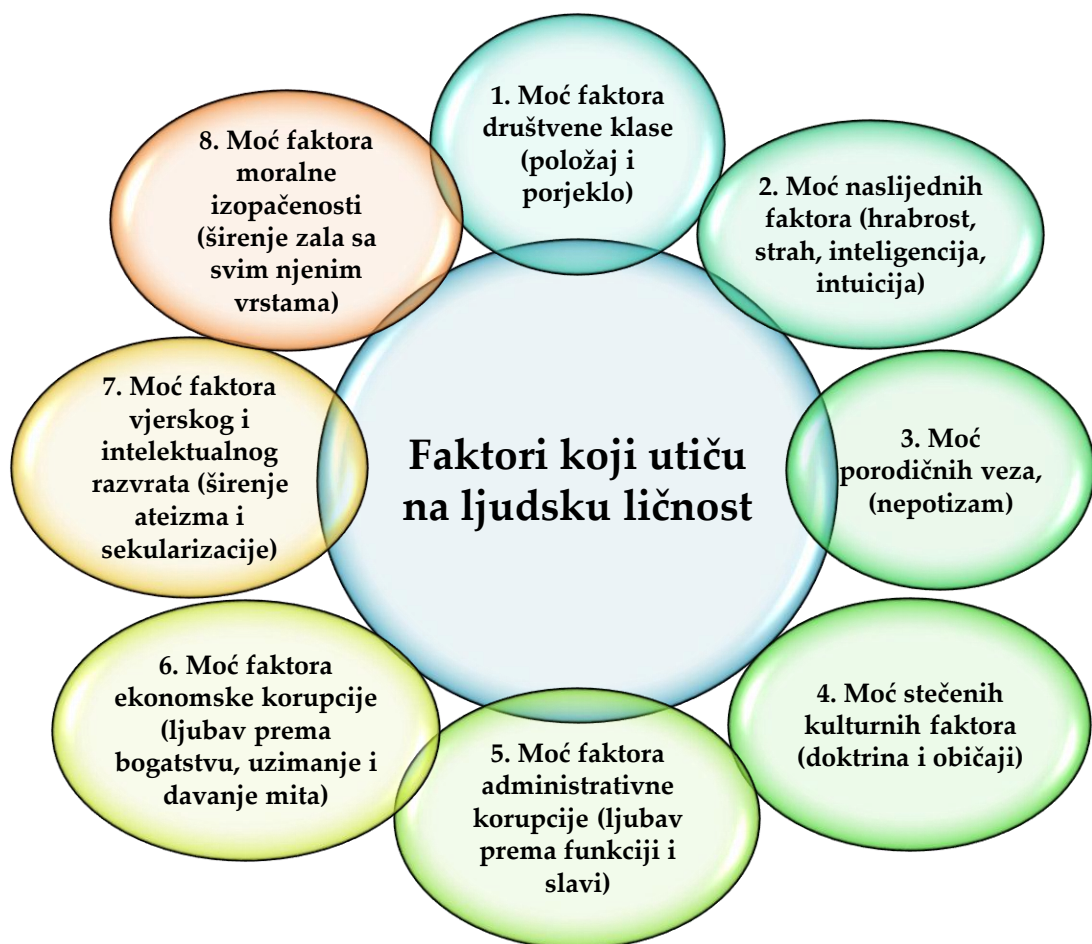 1. Moć faktora
društvene klase
(položaj i
porjeklo)
2. Moć naslijednih
faktora (hrabrost,
strah, inteligencija,
intuicija)
3. Moć
porodičnih veza,
(nepotizam)
4. Moć stečenih
kulturnih faktora
(doktrina i običaji)
5. Moć faktora
administrativne
korupcije (ljubav
prema funkciji i
slavi)
6. Moć faktora
ekonomske korupcije
(ljubav prema
bogatstvu, uzimanje i
davanje mita)
7. Moć faktora
vjerskog i
intelektualnog
razvrata (širenje
ateizma i
sekularizacije)
8. Moć faktora
moralne
izopačenosti
(širenje zala sa
svim njenim
vrstama)
Faktori koji utiču
na ljudsku ličnost